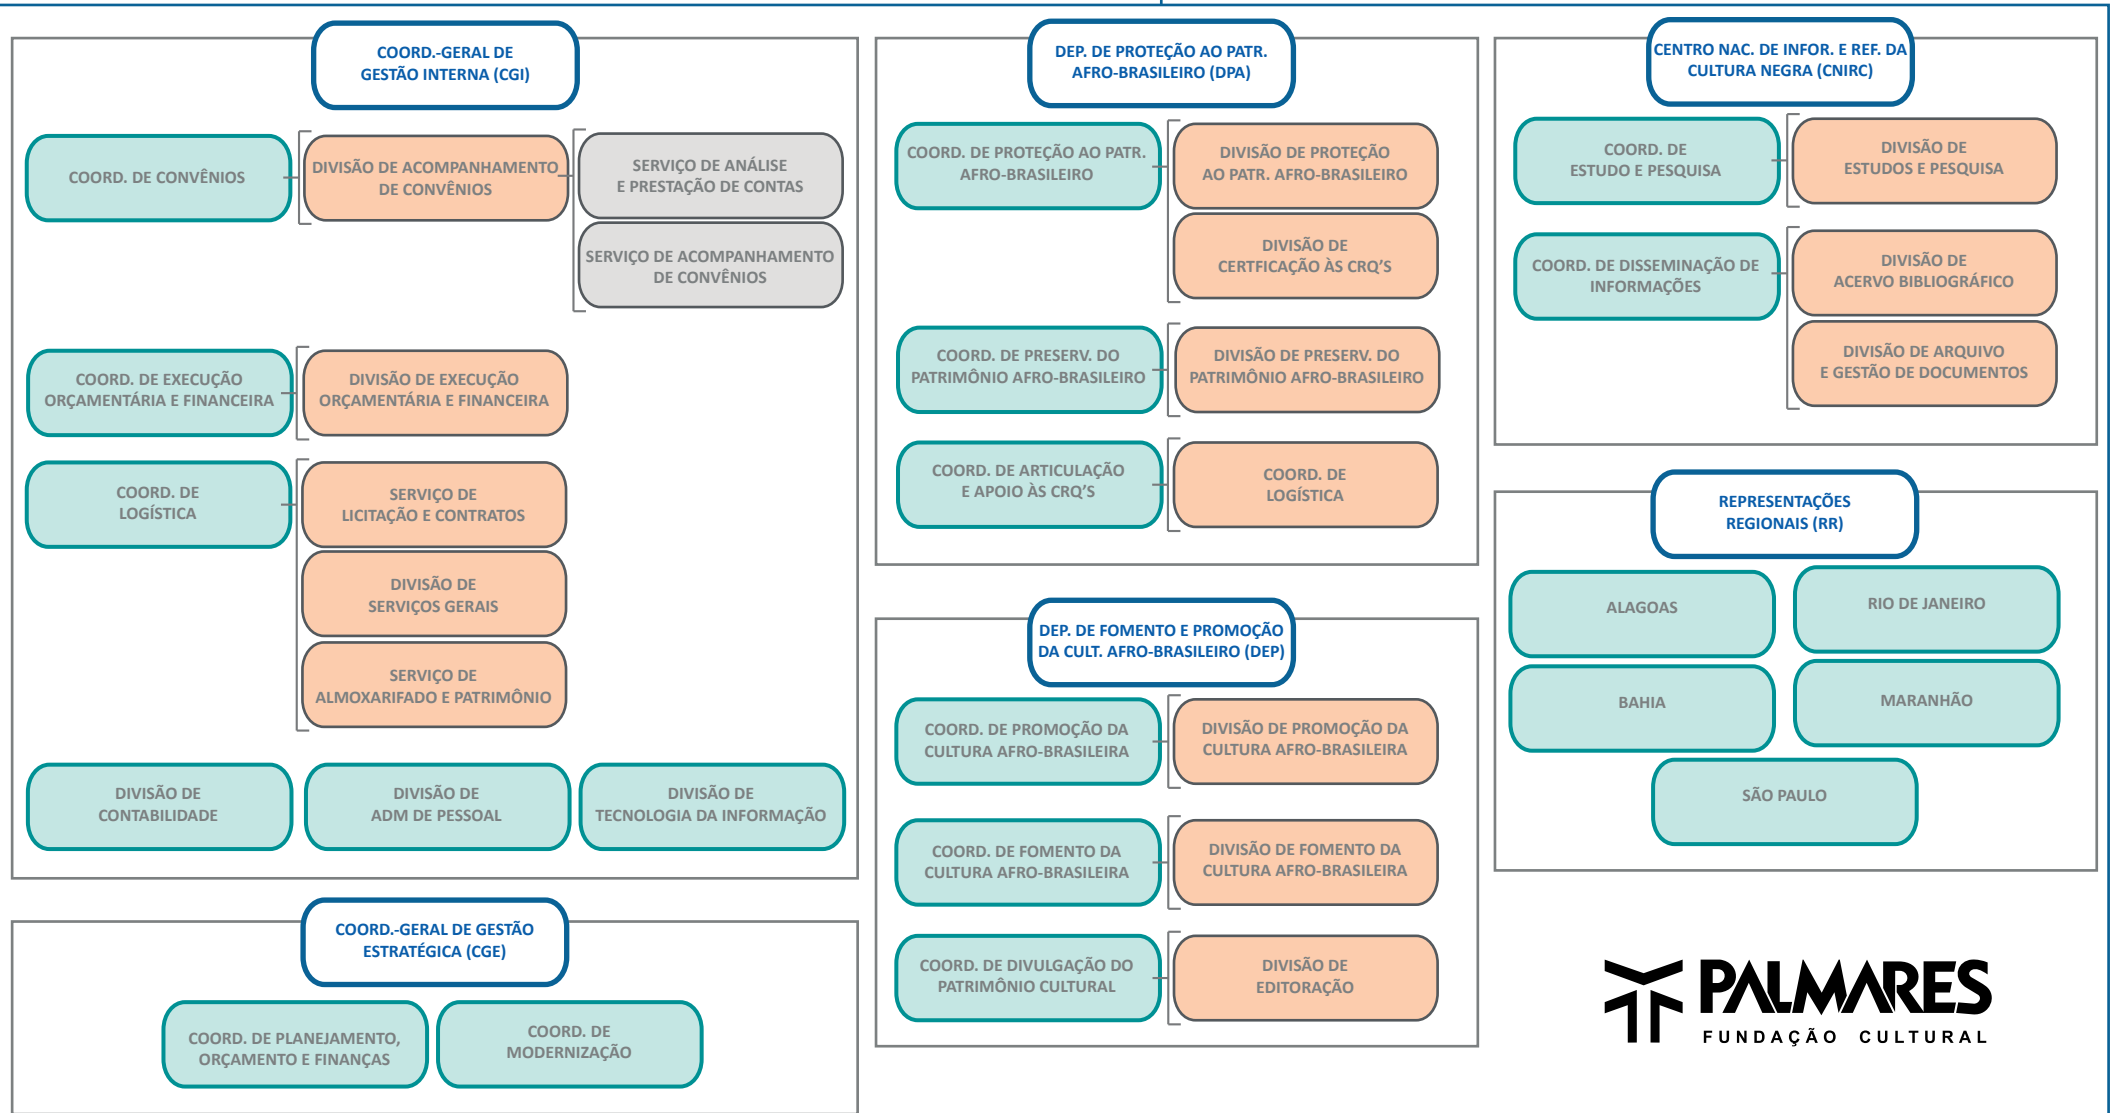 COORD.-GERAL DE
GESTÃO INTERNA (CGI)
COORD. DE CONVÊNIOS
DIVISÃO DE ACOMPANHAMENTO
DE CONVÊNIOS
SERVIÇO DE ANÁLISE
E PRESTAÇÃO DE CONTAS
SERVIÇO DE ACOMPANHAMENTO
DE CONVÊNIOS
COORD. DE EXECUÇÃO
ORÇAMENTÁRIA E FINANCEIRA
DIVISÃO DE EXECUÇÃO
ORÇAMENTÁRIA E FINANCEIRA
COORD. DE
LOGÍSTICA
SERVIÇO DE
LICITAÇÃO E CONTRATOS
DIVISÃO DE
SERVIÇOS GERAIS
SERVIÇO DE
ALMOXARIFADO E PATRIMÔNIO
DIVISÃO DE
CONTABILIDADE
DIVISÃO DE
ADM DE PESSOAL
DIVISÃO DE
TECNOLOGIA DA INFORMAÇÃO
COORD.-GERAL DE GESTÃO
ESTRATÉGICA (CGE)
COORD. DE PLANEJAMENTO,
ORÇAMENTO E FINANÇAS
COORD. DE
MODERNIZAÇÃO
DEP. DE PROTEÇÃO AO PATR.
AFRO-BRASILEIRO (DPA)
COORD. DE PROTEÇÃO AO PATR.
AFRO-BRASILEIRO
DIVISÃO DE PROTEÇÃO
AO PATR. AFRO-BRASILEIRO
DIVISÃO DE
CERTFICAÇÃO ÀS CRQ'S
COORD. DE PRESERV. DO
PATRIMÔNIO AFRO-BRASILEIRO
DIVISÃO DE PRESERV. DO
PATRIMÔNIO AFRO-BRASILEIRO
COORD. DE ARTICULAÇÃO
E APOIO ÀS CRQ'S
COORD. DE
LOGÍSTICA
DEP. DE FOMENTO E PROMOÇÃO
DA CULT. AFRO-BRASILEIRO (DEP)
COORD. DE PROMOÇÃO DA
CULTURA AFRO-BRASILEIRA
DIVISÃO DE PROMOÇÃO DA
CULTURA AFRO-BRASILEIRA
COORD. DE FOMENTO DA
CULTURA AFRO-BRASILEIRA
DIVISÃO DE FOMENTO DA
CULTURA AFRO-BRASILEIRA
COORD. DE DIVULGAÇÃO DO
PATRIMÔNIO CULTURAL
DIVISÃO DE
EDITORAÇÃO
CENTRO NAC. DE INFOR. E REF. DA
CULTURA NEGRA (CNIRC)
COORD. DE
ESTUDO E PESQUISA
DIVISÃO DE
ESTUDOS E PESQUISA
COORD. DE DISSEMINAÇÃO DE
INFORMAÇÕES
DIVISÃO DE
ACERVO BIBLIOGRÁFICO
DIVISÃO DE ARQUIVO
E GESTÃO DE DOCUMENTOS
REPRESENTAÇÕES
REGIONAIS (RR)
ALAGOAS
RIO DE JANEIRO
BAHIA
MARANHÃO
SÃO PAULO
PALMARES
FUNDAÇÃO CULTURAL